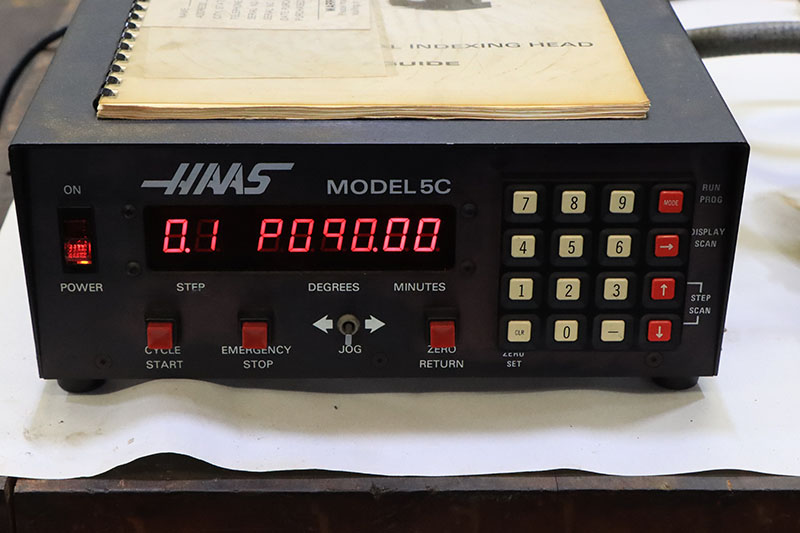 AL INDEXING HEAD
GUIDE
HAAS
MODEL 5C
ON
POWER
0.1 P090.00
STEP
DEGREES
MINUTES
CYCLE
START
EMERGENCY
STOP
JOG
ZERO
RETURN
7
8
9
MODE
4
5
6
→
1
2
3
↑
CLR
0
–
↓
RUN
PROG
DISPLAY
SCAN
STEP
SCAN
ZERO
SET